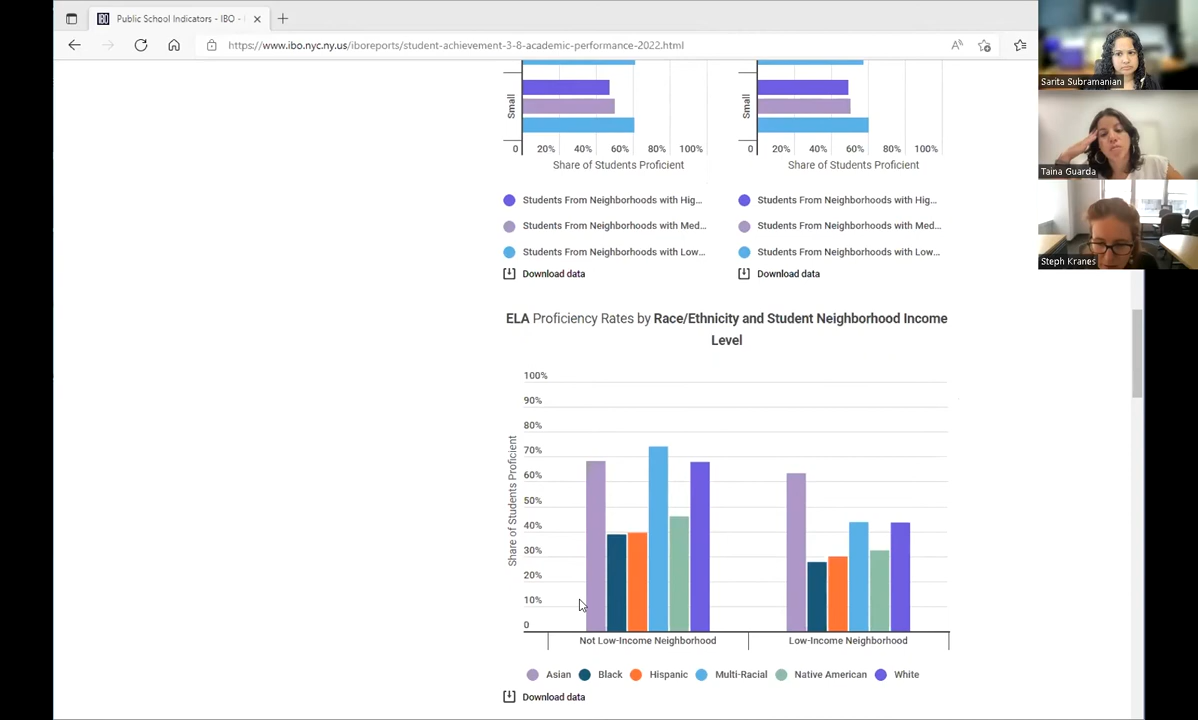 Public School Indicators - IBO -
https://www.ibo.nyc.ny.us/iboreports/student-achievement-3-8-academic-performance-2022.html
Sarita Subramanian
Taina Guarda
Steph Kranes
Small
0 20% 40% 60% 80% 100%
Share of Students Proficient
Students From Neighborhoods with Hig...
Students From Neighborhoods with Med...
Students From Neighborhoods with Low...
Download data
Small
0 20% 40% 60% 80% 100%
Share of Students Proficient
Students From Neighborhoods with Hig...
Students From Neighborhoods with Med...
Students From Neighborhoods with Low...
Download data
ELA Proficiency Rates by Race/Ethnicity and Student Neighborhood Income
Level
Share of Students Proficient
100%
90%
80%
70%
60%
50%
40%
30%
20%
10%
0
Not Low-Income Neighborhood Low-Income Neighborhood
Asian Black Hispanic Multi-Racial Native American White
Download data